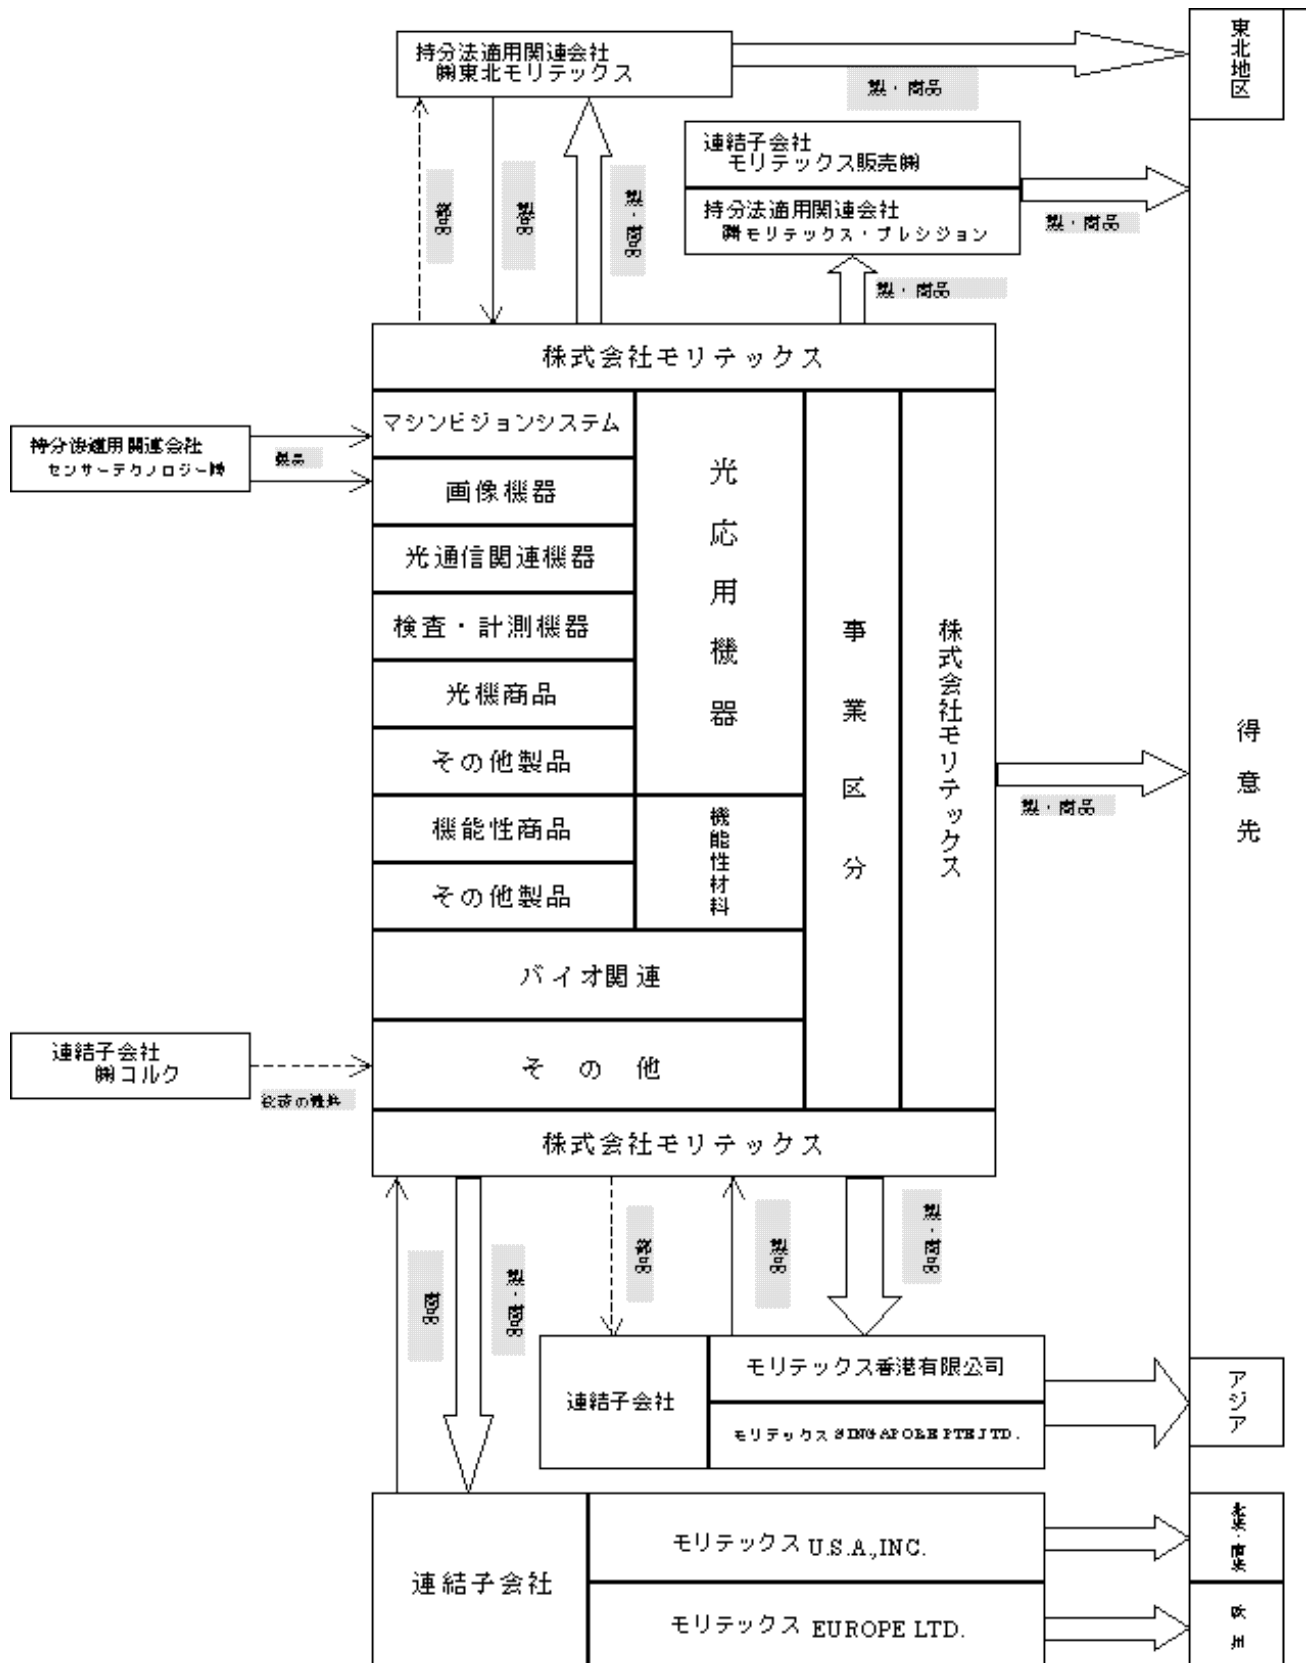 持分法適用関連会社
㈱東北モリテックス
製・商品
東北地区
連結子会社
モリテックス販売㈱
持分法適用関連会社
㈱モリテックス・プレシジョン
製・商品
部品
製品
製・商品
製・商品
株式会社モリテックス
持分法適用関連会社
センサーテクノロジー㈱
製品
マシンビジョンシステム
画像機器
光通信関連機器
検査・計測機器
光機商品
その他製品
光応用機器
機能性商品
その他製品
機能性材料
バイオ関連
その他
事業区分
株式会社モリテックス
製・商品
得意先
連結子会社
㈱コルク
株式会社モリテックス
部品
製品
製・商品
製・商品
連結子会社
モリテックス香港有限公司
モリテックス SINGAPORE PTE LTD.
アジア
連結子会社
モリテックス U.S.A.,INC.
モリテックス EUROPE LTD.
北米・南米
欧州